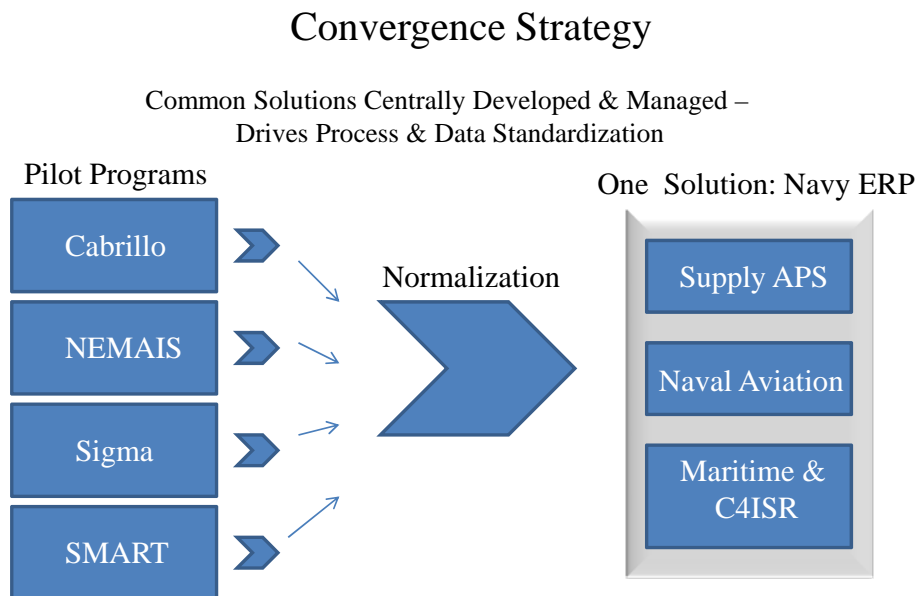 Convergence Strategy
Common Solutions Centrally Developed & Managed –
Drives Process & Data Standardization
Pilot Programs
Cabrillo
NEMAIS
Sigma
SMART
Normalization
One Solution: Navy ERP
Supply APS
Naval Aviation
Maritime &
C4ISR